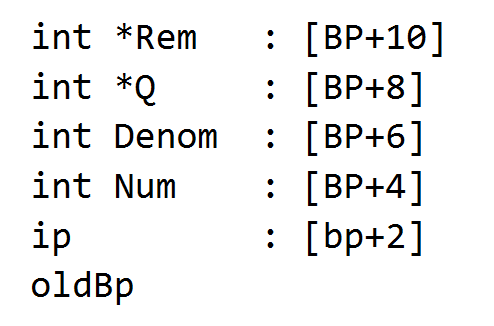 int *Rem : [BP+10]
int *Q : [BP+8]
int Denom : [BP+6]
int Num : [BP+4]
ip : [bp+2]
oldBp